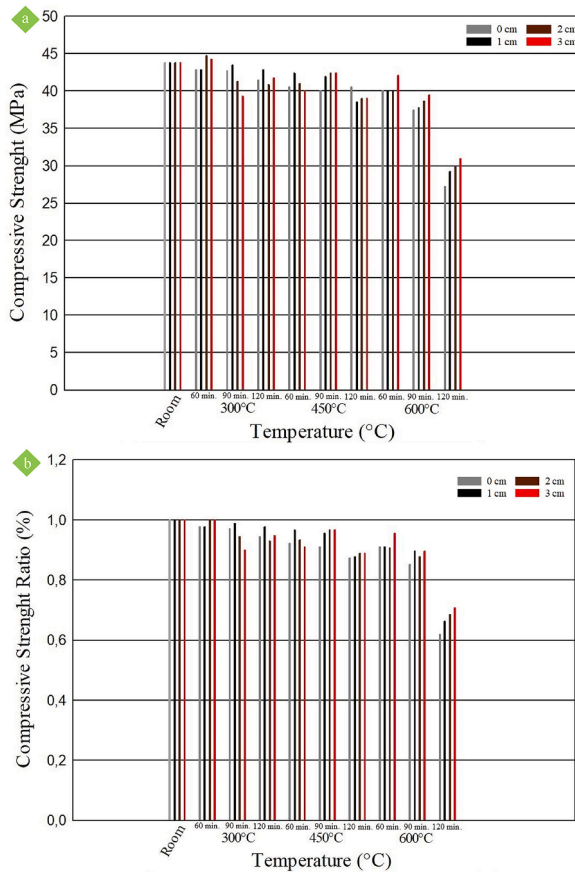 a
50
45
40
35
30
25
20
15
10
5
0
Compressive Strenght (MPa)
0 cm 2 cm
1 cm 3 cm
Room 60 min. 90 min. 120 min. 60 min. 90 min. 120 min. 60 min. 90 min. 120 min.
300°C 450°C 600°C
Temperature (°C)
b
1,2
1,0
0,8
0,6
0,4
0,2
0,0
Compressive Strenght Ratio (%)
0 cm 2 cm
1 cm 3 cm
Room 60 min. 90 min. 120 min. 60 min. 90 min. 120 min. 60 min. 90 min. 120 min.
300°C 450°C 600°C
Temperature (°C)